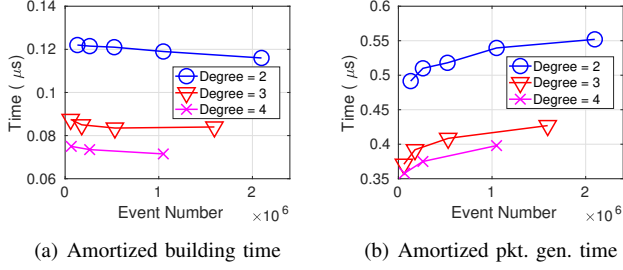 0.14
0.12
0.1
0.08
0.06
Time ( μs)
Degree = 2
Degree = 3
Degree = 4
0
1
2
× 10^6
Event Number
(a) Amortized building time
0.6
0.55
0.5
0.45
0.4
0.35
Time ( μs)
Degree = 2
Degree = 3
Degree = 4
0
1
2
× 10^6
Event Number
(b) Amortized pkt. gen. time